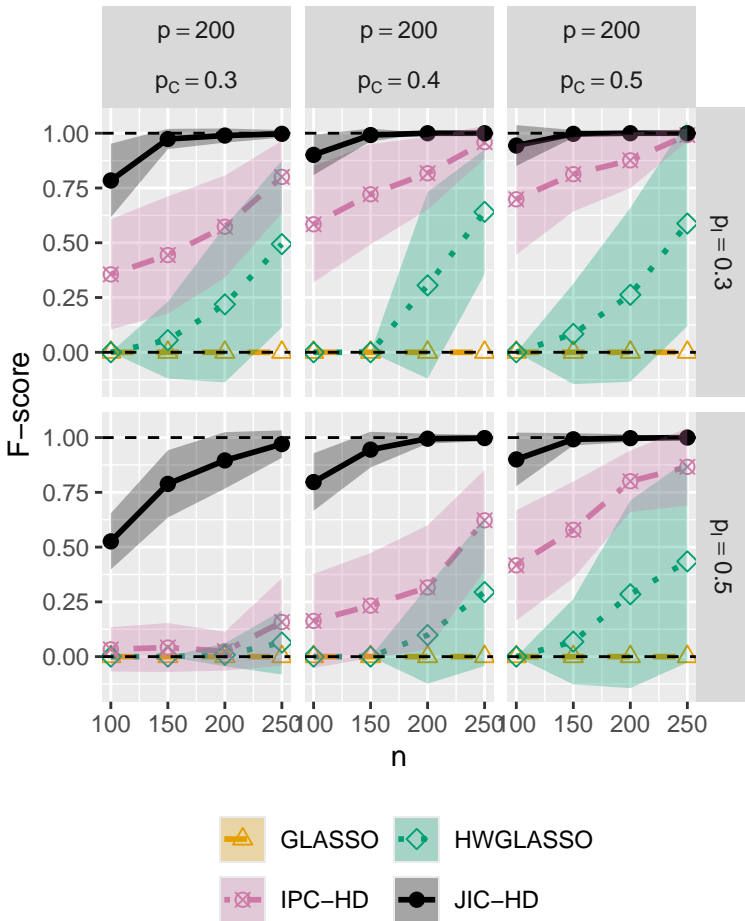 p = 200 p = 200 p = 200
p_C = 0.3 p_C = 0.4 p_C = 0.5
1.00
0.75
0.50
0.25
0.00
p_I = 0.3
F−score
1.00
0.75
0.50
0.25
0.00
p_I = 0.5
100 150 200 250 100 150 200 250 100 150 200 250
n
GLASSO HWGLASSO
IPC−HD JIC−HD